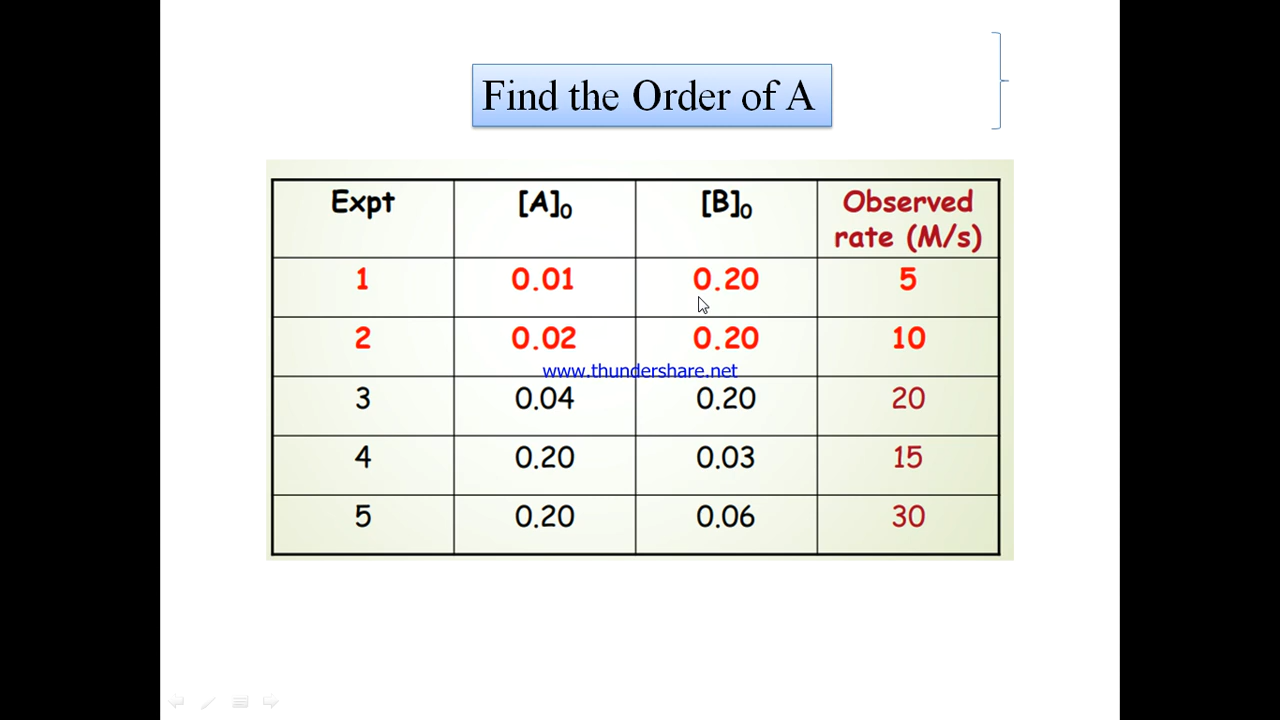 Find the Order of A
Expt [A]0 [B]0 Observed rate (M/s)
1 0.01 0.20 5
2 0.02 0.20 10
www.thundershare.net
3 0.04 0.20 20
4 0.20 0.03 15
5 0.20 0.06 30